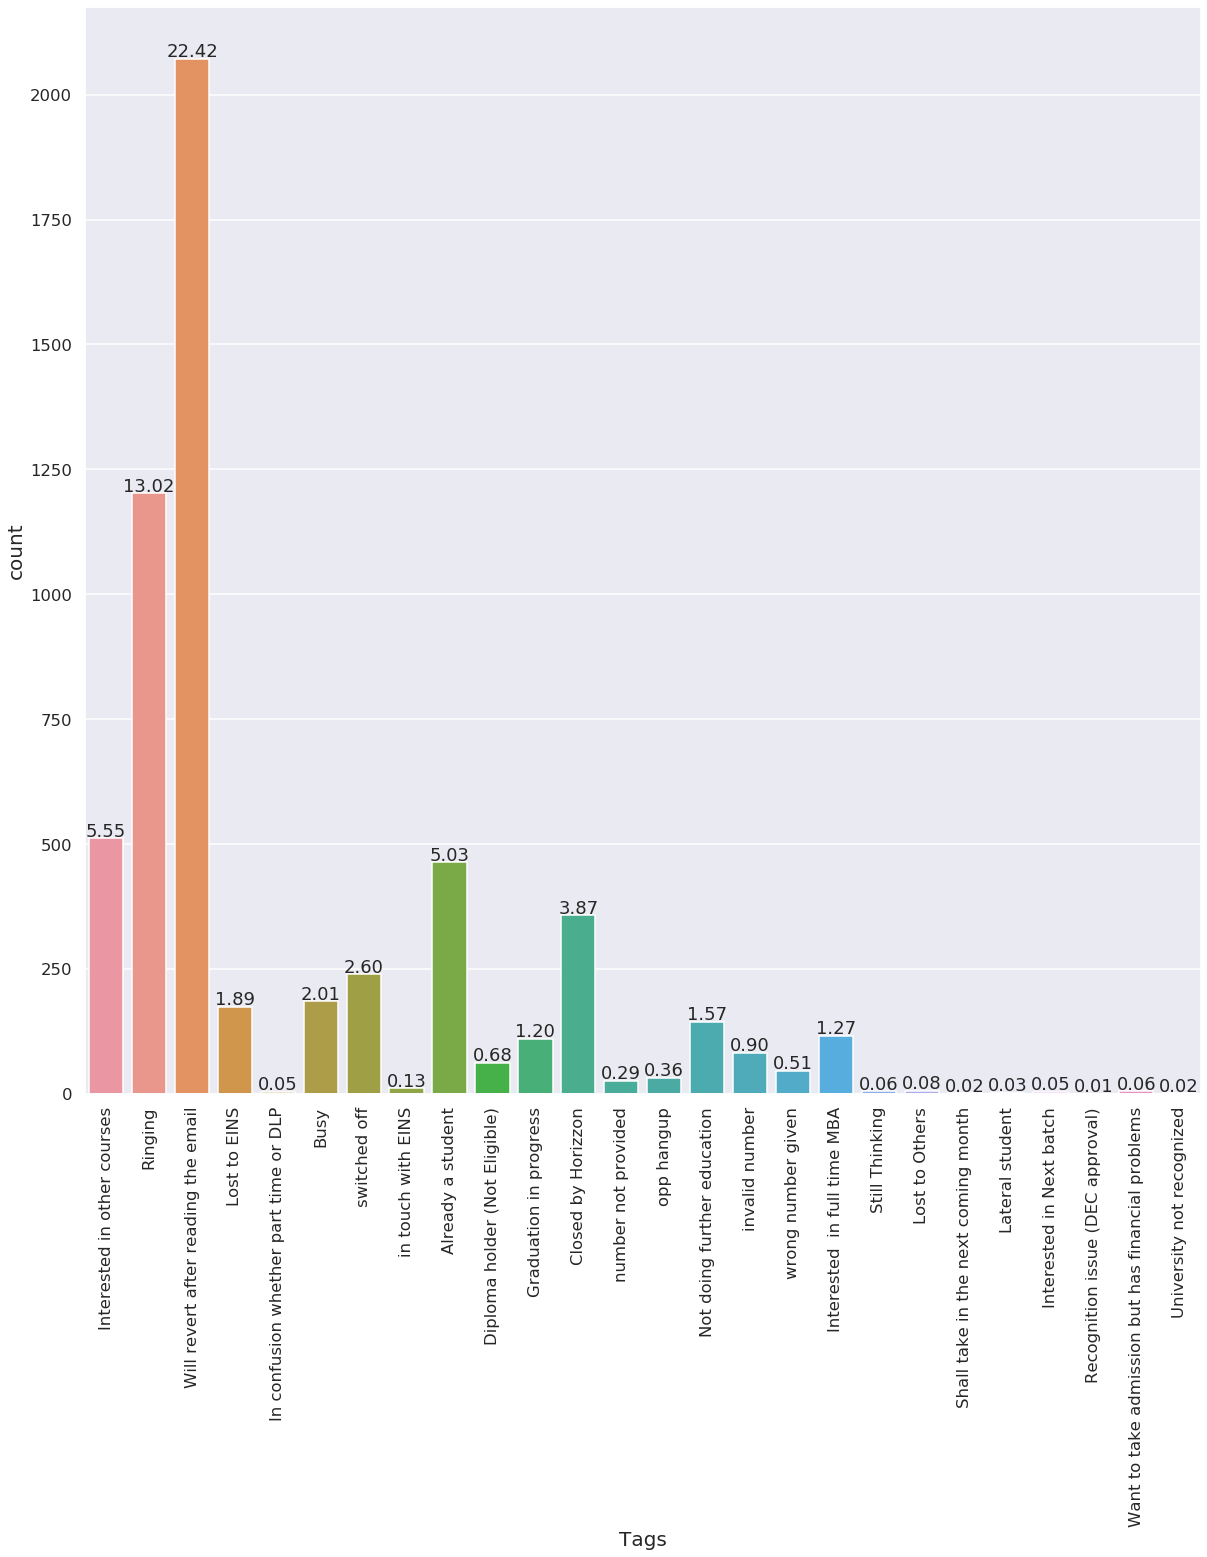 22.42
2000
1750
1500
1250
13.02
1000
count
750
500
5.55
5.03
3.87
250
2.60
2.01
1.89
1.57
1.27
1.20
0.90
0.68
0.51
0.36
0.29
0.13
0.05
0.06
0.08
0.02
0.03
0.05
0.01
0.06
0.02
0
Interested in other courses
Ringing
Will revert after reading the email
Lost to EINS
In confusion whether part time or DLP
Busy
switched off
in touch with EINS
Already a student
Diploma holder (Not Eligible)
Graduation in progress
Closed by Horizzon
number not provided
opp hangup
Not doing further education
invalid number
wrong number given
Interested  in full time MBA
Still Thinking
Lost to Others
Shall take in the next coming month
Lateral student
Interested in Next batch
Recognition issue (DEC approval)
Want to take admission but has financial problems
University not recognized
Tags